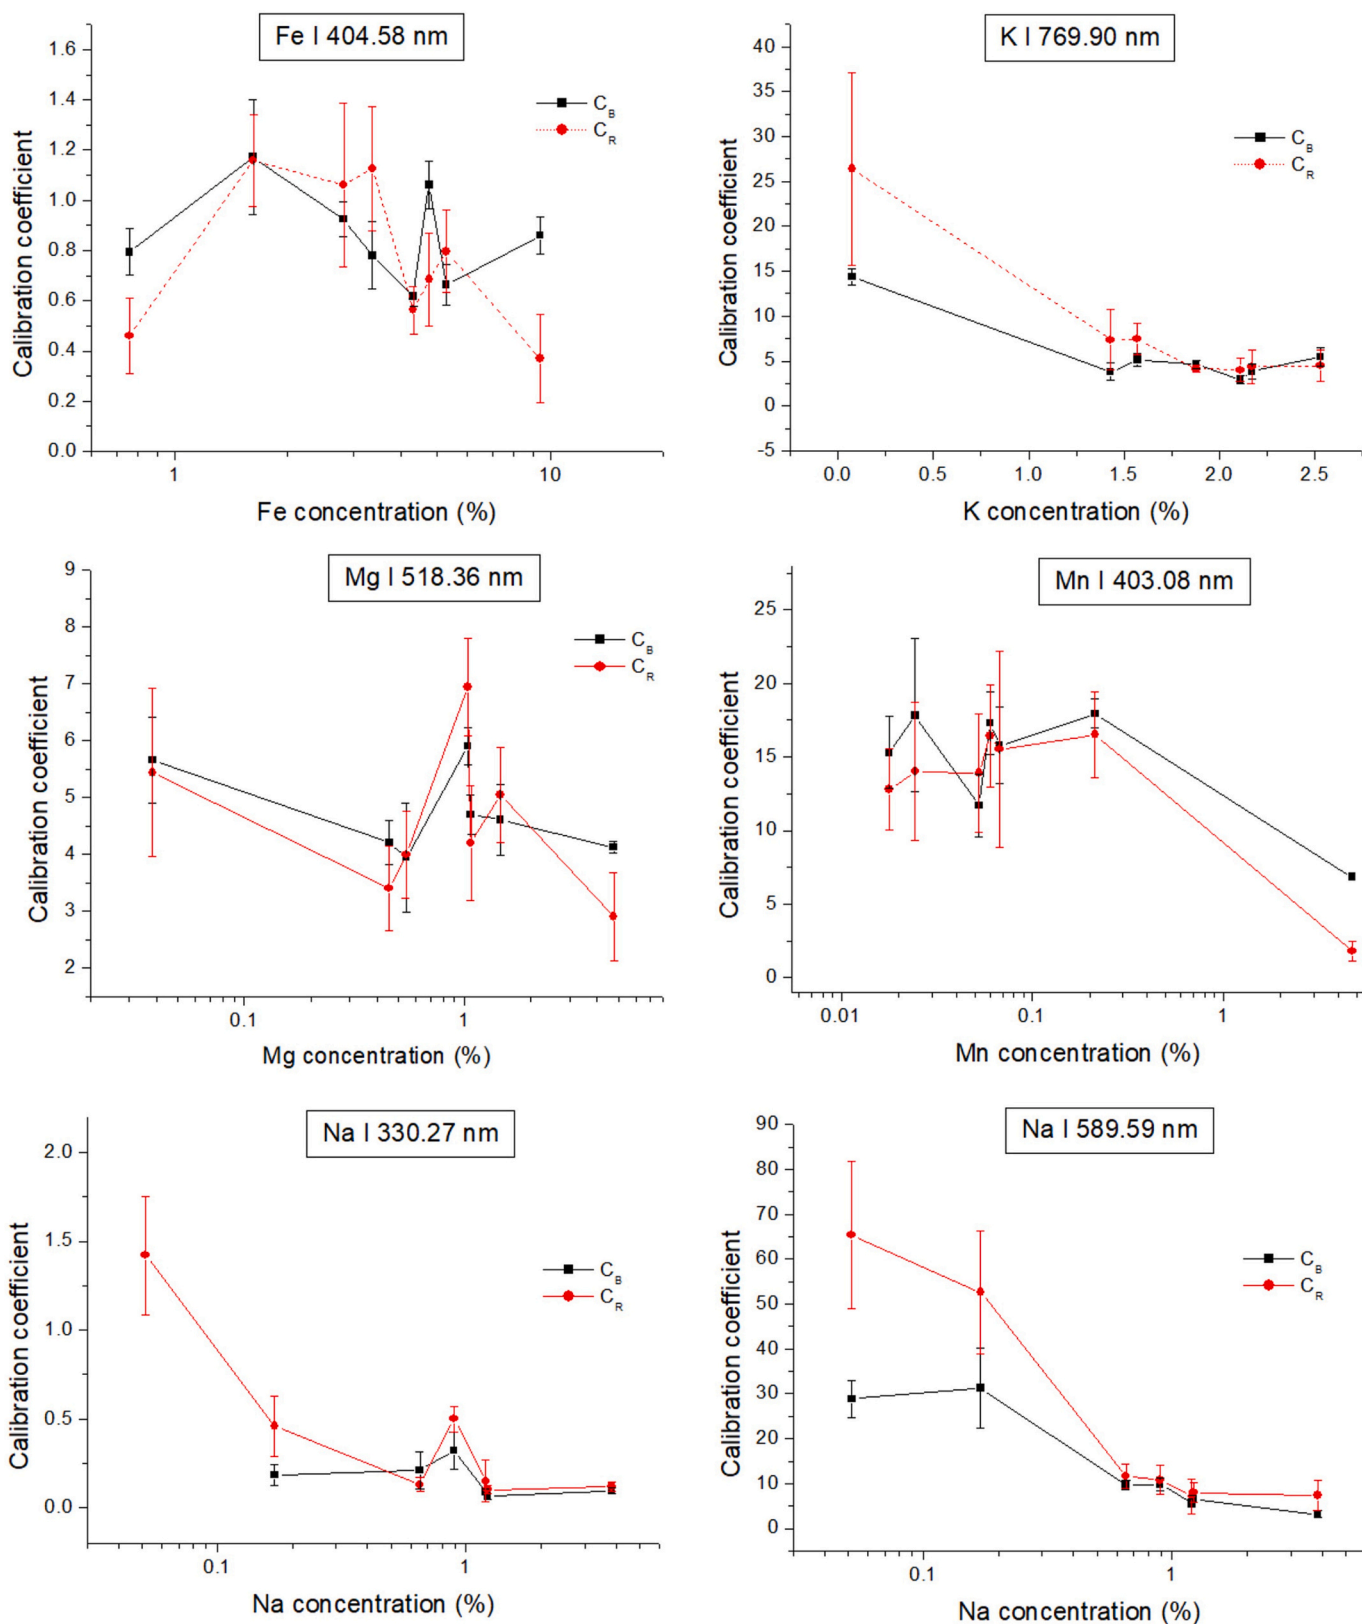 Fe I 404.58 nm
1.6
1.4
1.2
1.0
0.8
0.6
0.4
0.2
0.0
Calibration coefficient
C_B
C_R
1 10
Fe concentration (%)
K I 769.90 nm
40
35
30
25
20
15
10
5
0
-5
Calibration coefficient
C_B
C_R
0.0 0.5 1.0 1.5 2.0 2.5
K concentration (%)
Mg I 518.36 nm
9
8
7
6
5
4
3
2
Calibration coefficient
C_B
C_R
0.1 1
Mg concentration (%)
Mn I 403.08 nm
25
20
15
10
5
0
Calibration coefficient
0.01 0.1 1
Mn concentration (%)
Na I 330.27 nm
2.0
1.5
1.0
0.5
0.0
Calibration coefficient
C_B
C_R
0.1 1
Na concentration (%)
Na I 589.59 nm
90
80
70
60
50
40
30
20
10
0
Calibration coefficient
C_B
C_R
0.1 1
Na concentration (%)